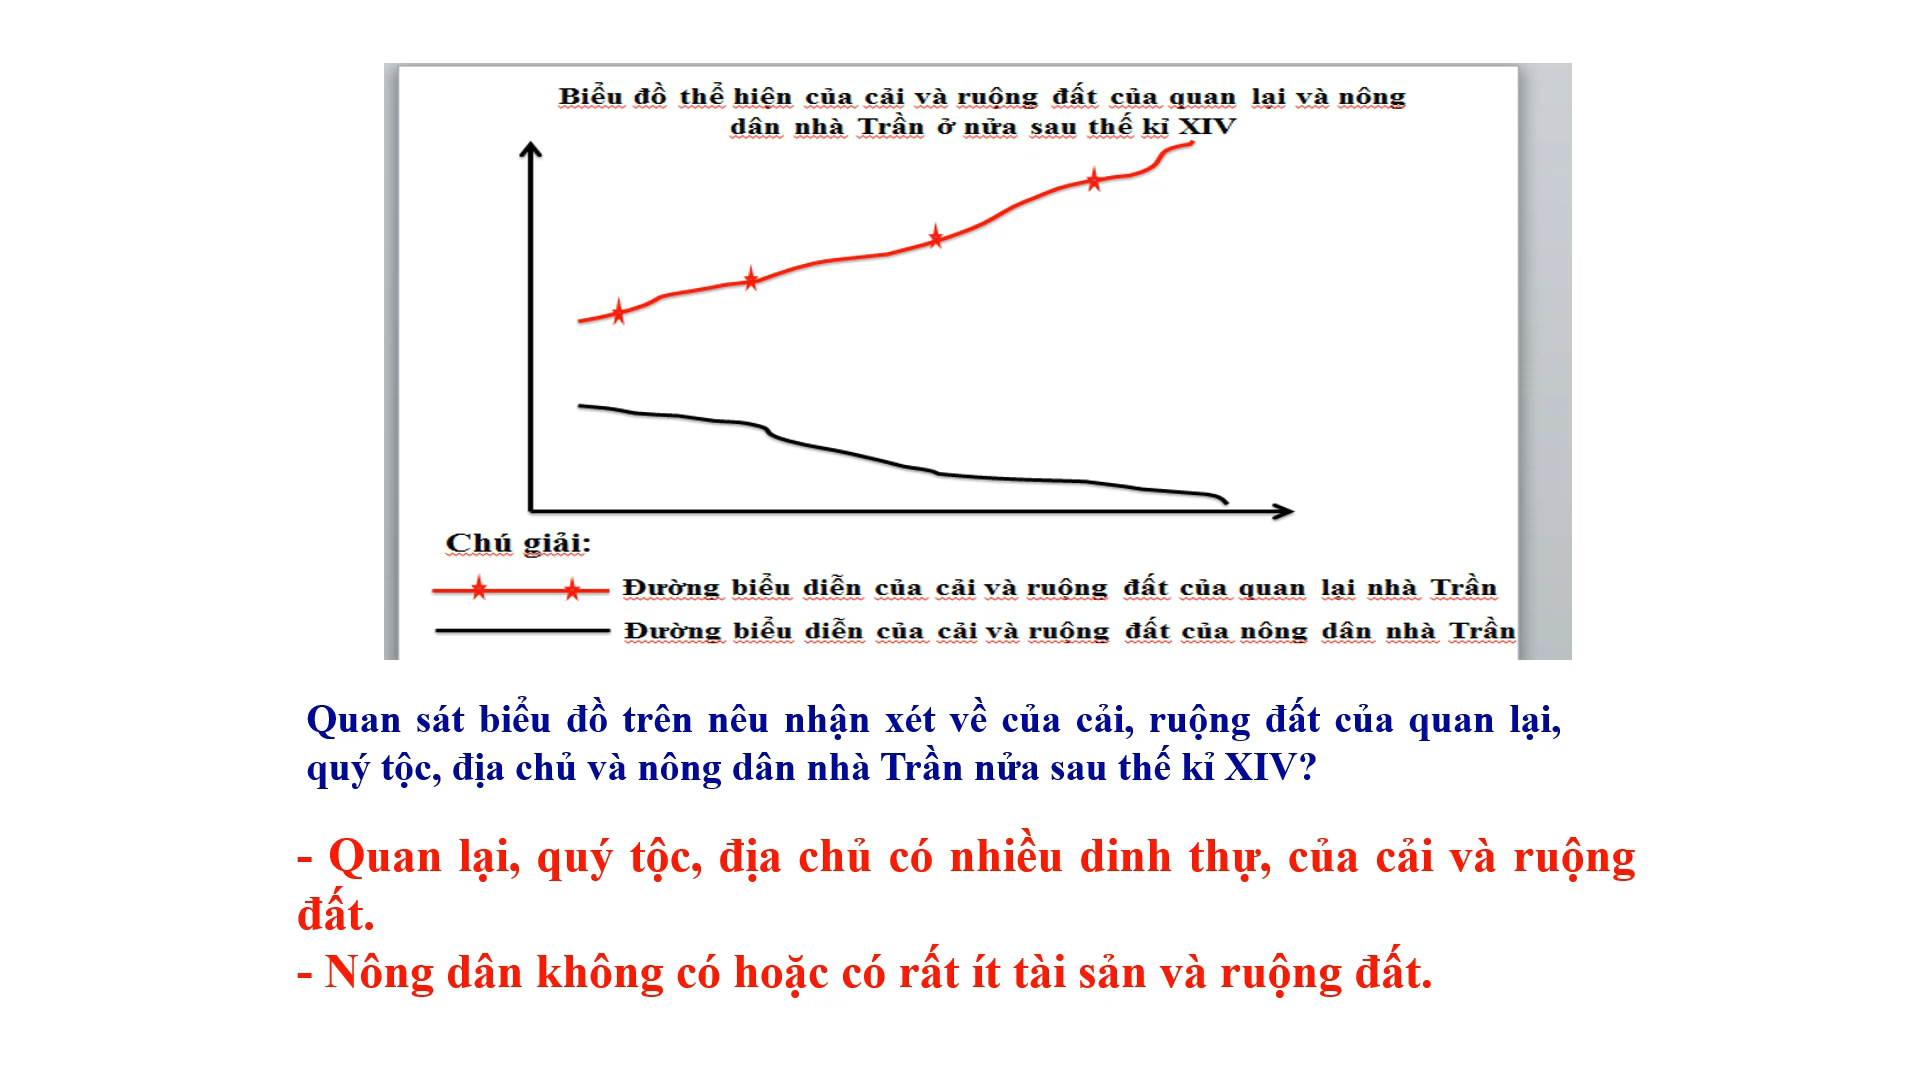 Biểu đồ thể hiện của cải và ruộng đất của quan lại và nông
dân nhà Trần ở nửa sau thế kỉ XIV
Chú giải:
Đường biểu diễn của cải và ruộng đất của quan lại nhà Trần
Đường biểu diễn của cải và ruộng đất của nông dân nhà Trần
Quan sát biểu đồ trên nêu nhận xét về của cải, ruộng đất của quan lại,
quý tộc, địa chủ và nông dân nhà Trần nửa sau thế kỉ XIV?
- Quan lại, quý tộc, địa chủ có nhiều dinh thự, của cải và ruộng
đất.
- Nông dân không có hoặc có rất ít tài sản và ruộng đất.